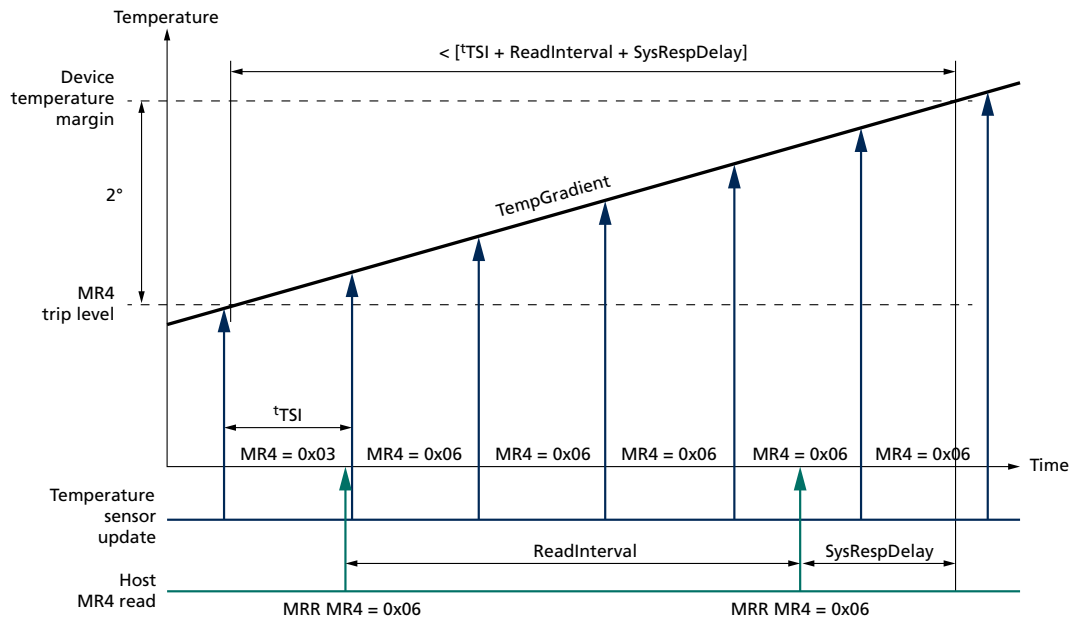 Temperature
< [tTSI + ReadInterval + SysRespDelay]
Device
temperature
margin
2°
TempGradient
MR4
trip level
tTSI
MR4 = 0x03
MR4 = 0x06
MR4 = 0x06
MR4 = 0x06
MR4 = 0x06
MR4 = 0x06
Time
Temperature
sensor
update
ReadInterval
SysRespDelay
Host
MR4 read
MRR MR4 = 0x06
MRR MR4 = 0x06